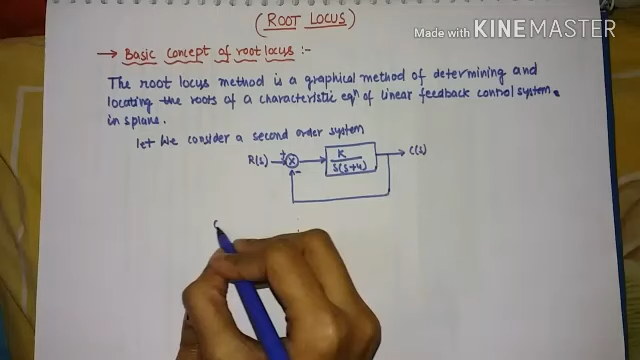 (ROOT LOCUS)
Made with KINEMASTER
→ Basic concept of root locus :-
The root locus method is a graphical method of determining and
locating the roots of a characteristic eqⁿ of linear feedback control system.
in s plane.
let we consider a second order system
R(s) + X - K/s(s+4) C(s)